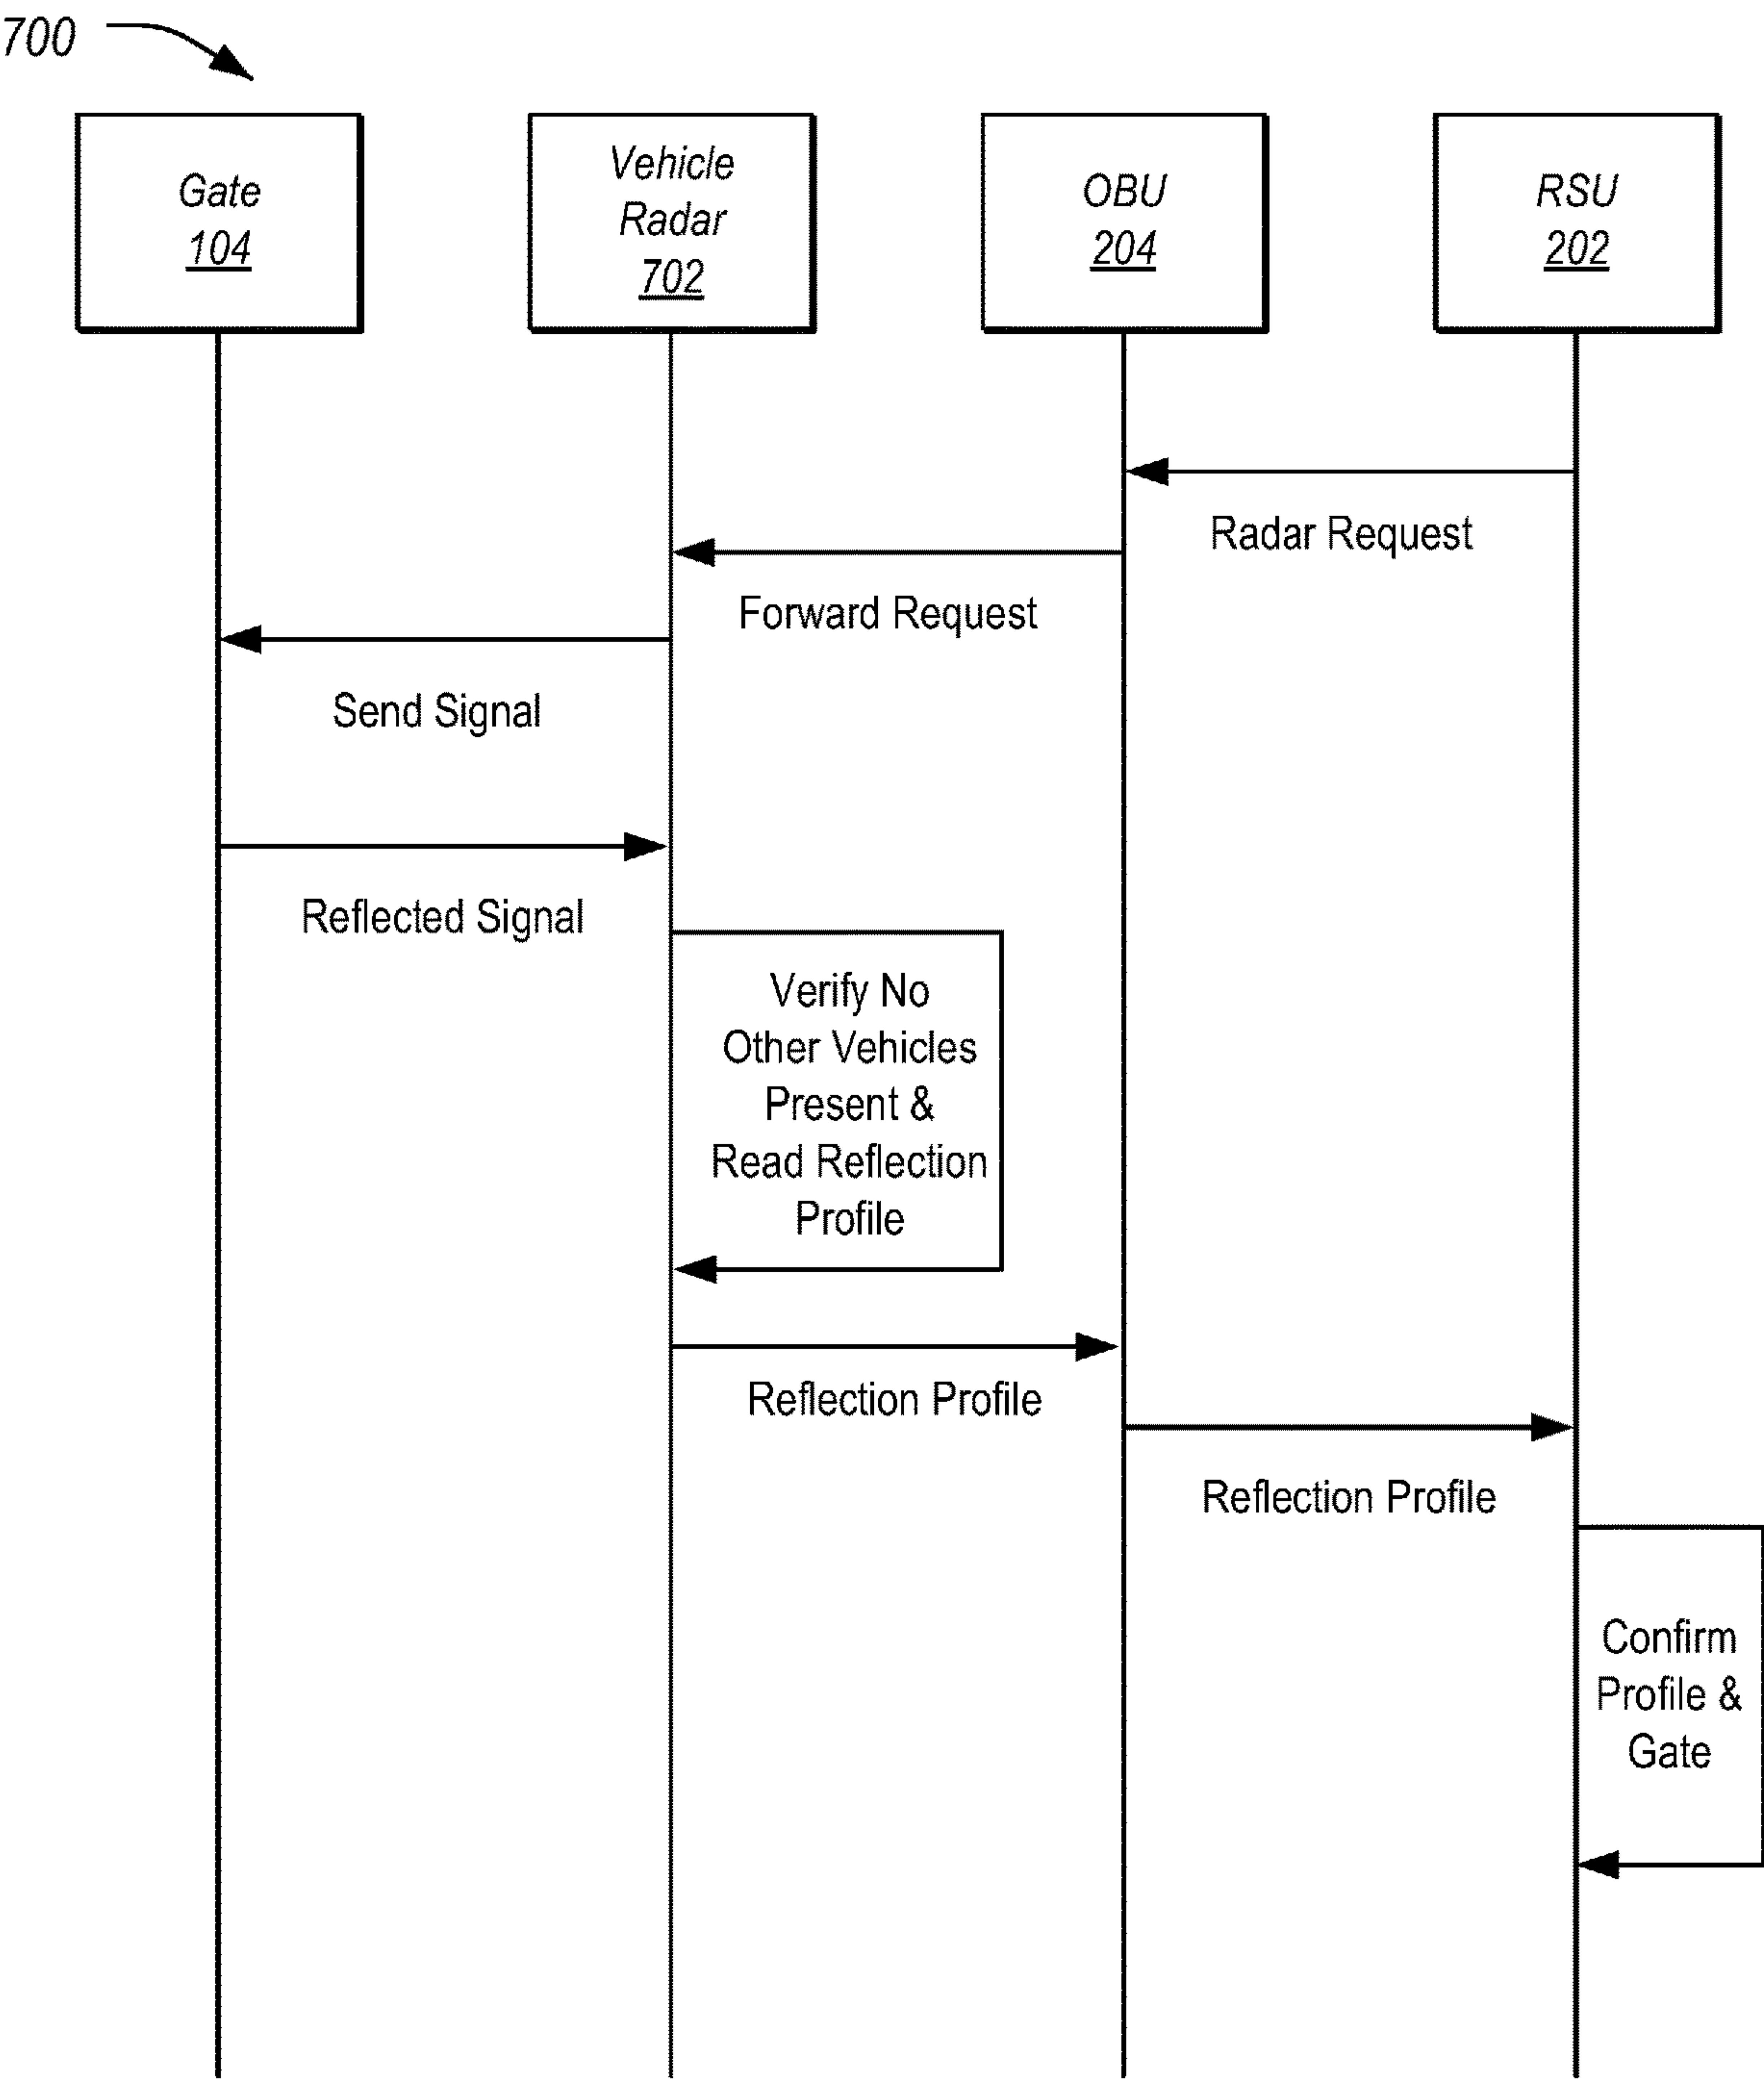 700
Gate
104
Vehicle
Radar
702
OBU
204
RSU
202
Radar Request
Forward Request
Send Signal
Reflected Signal
Verify No
Other Vehicles
Present &
Read Reflection
Profile
Reflection Profile
Reflection Profile
Confirm
Profile &
Gate